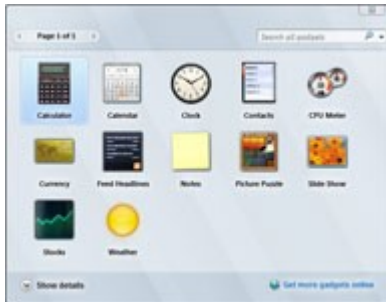 Page 1 of 1
Search all gadgets
Calculator Calendar Clock Contacts CPU Meter
Currency Feed Headlines Notes Picture Puzzle Slide Show
Stocks Weather
Show details
Get more gadgets online